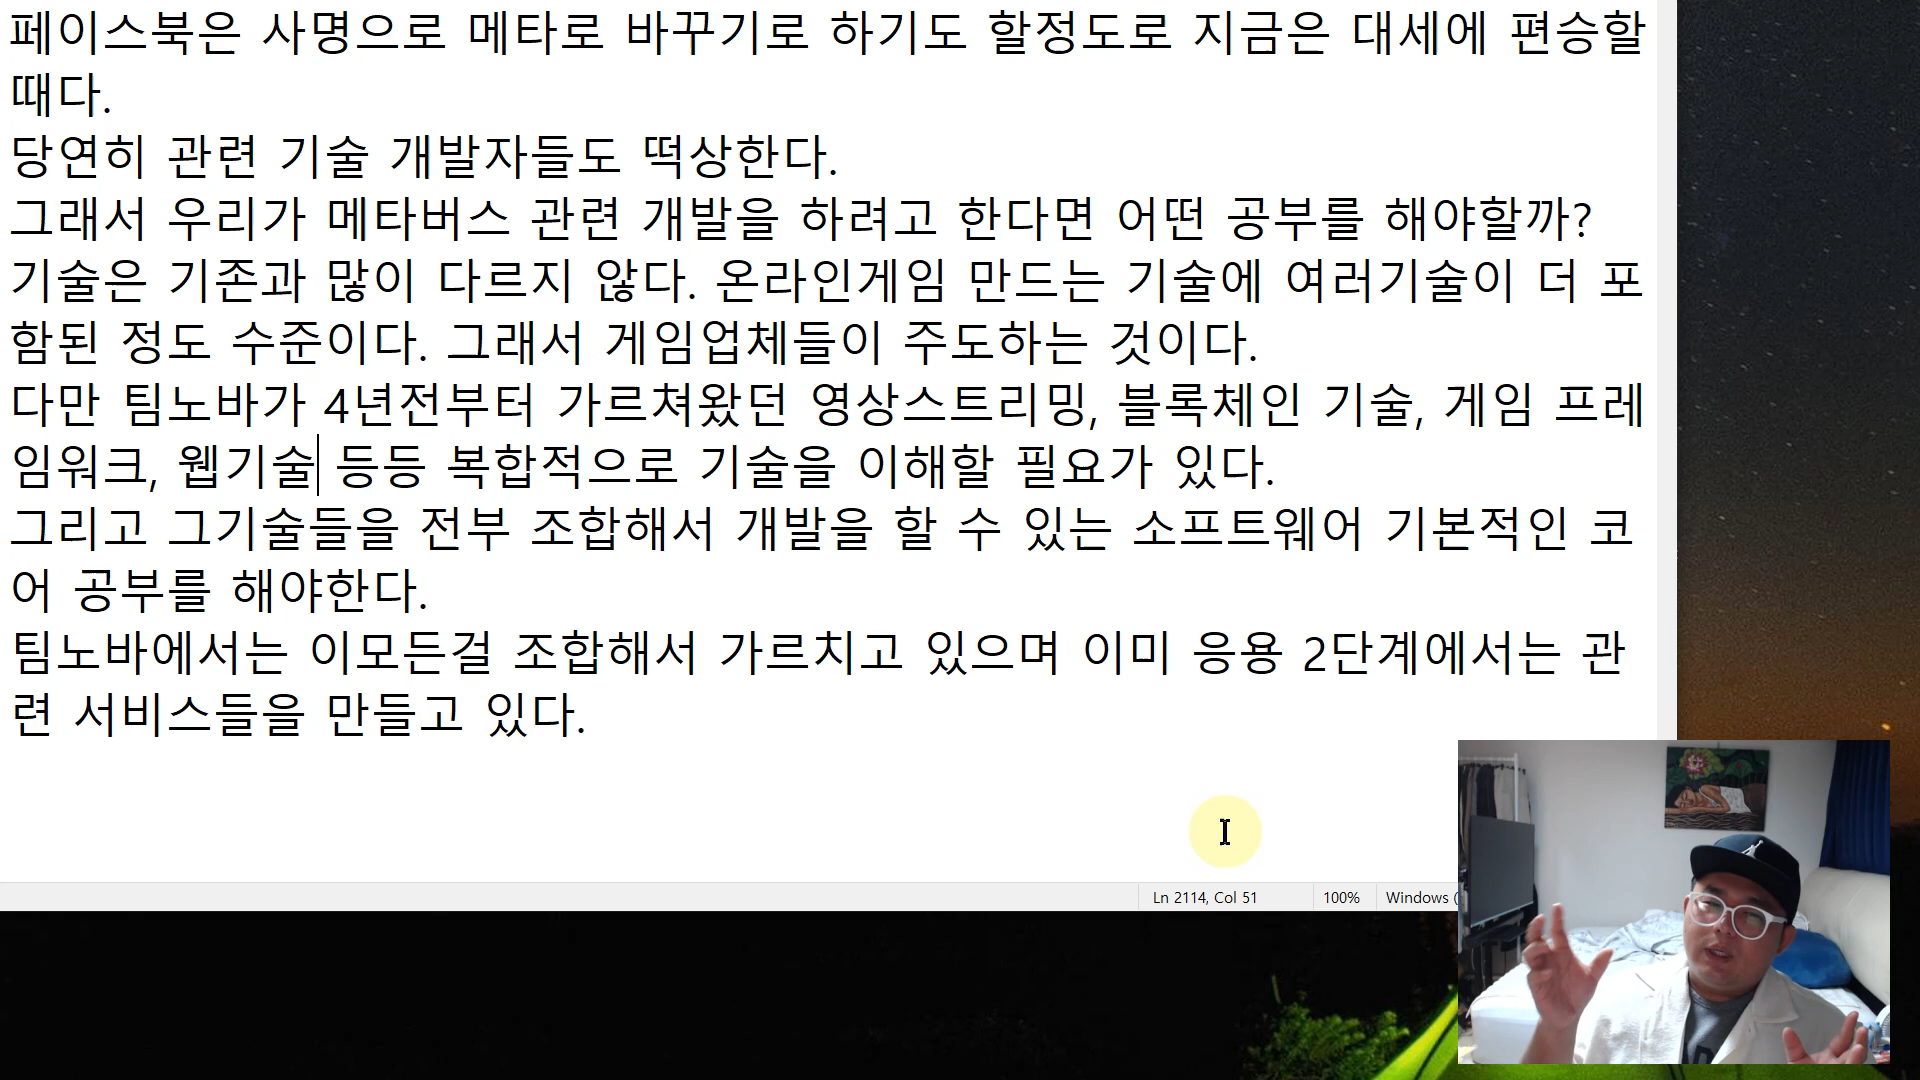 페이스북은 사명으로 메타로 바꾸기로 하기도 할정도로 지금은 대세에 편승할
때다.
당연히 관련 기술 개발자들도 떡상한다.
그래서 우리가 메타버스 관련 개발을 하려고 한다면 어떤 공부를 해야할까?
기술은 기존과 많이 다르지 않다. 온라인게임 만드는 기술에 여러기술이 더 포
함된 정도 수준이다. 그래서 게임업체들이 주도하는 것이다.
다만 팀노바가 4년전부터 가르쳐왔던 영상스트리밍, 블록체인 기술, 게임 프레
임워크, 웹기술 등등 복합적으로 기술을 이해할 필요가 있다.
그리고 그기술들을 전부 조합해서 개발을 할 수 있는 소프트웨어 기본적인 코
어 공부를 해야한다.
팀노바에서는 이모든걸 조합해서 가르치고 있으며 이미 응용 2단계에서는 관
련 서비스들을 만들고 있다.
Ln 2114, Col 51 100% Windows (